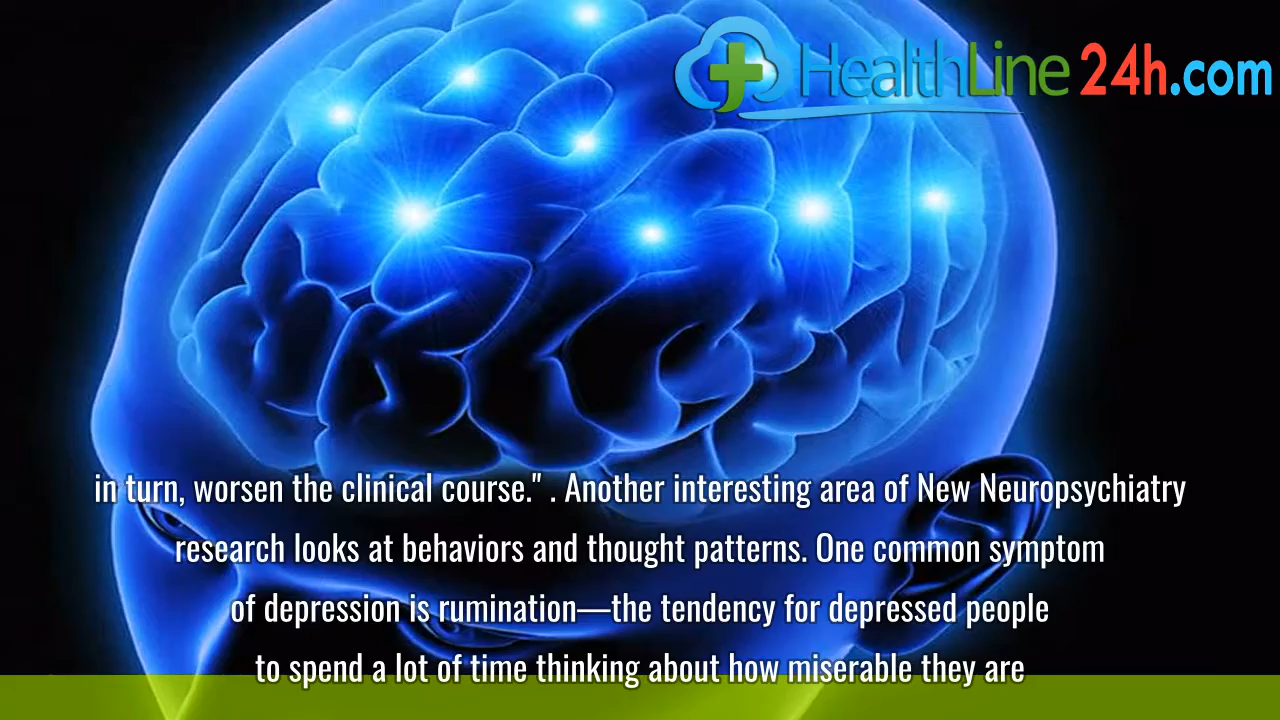 HealthLine 24h.com
in turn, worsen the clinical course." . Another interesting area of New Neuropsychiatry
research looks at behaviors and thought patterns. One common symptom
of depression is rumination—the tendency for depressed people
to spend a lot of time thinking about how miserable they are